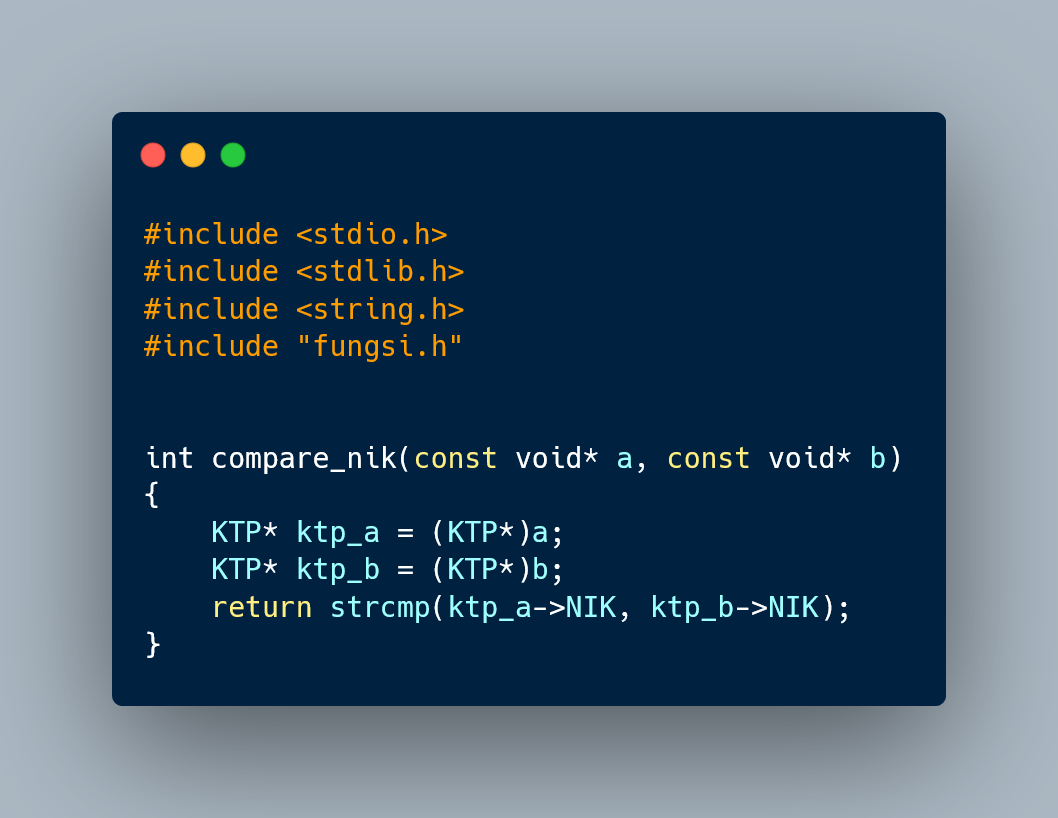 #include <stdio.h>
#include <stdlib.h>
#include <string.h>
#include "fungsi.h"
int compare_nik(const void* a, const void* b)
{
    KTP* ktp_a = (KTP*)a;
    KTP* ktp_b = (KTP*)b;
    return strcmp(ktp_a->NIK, ktp_b->NIK);
}